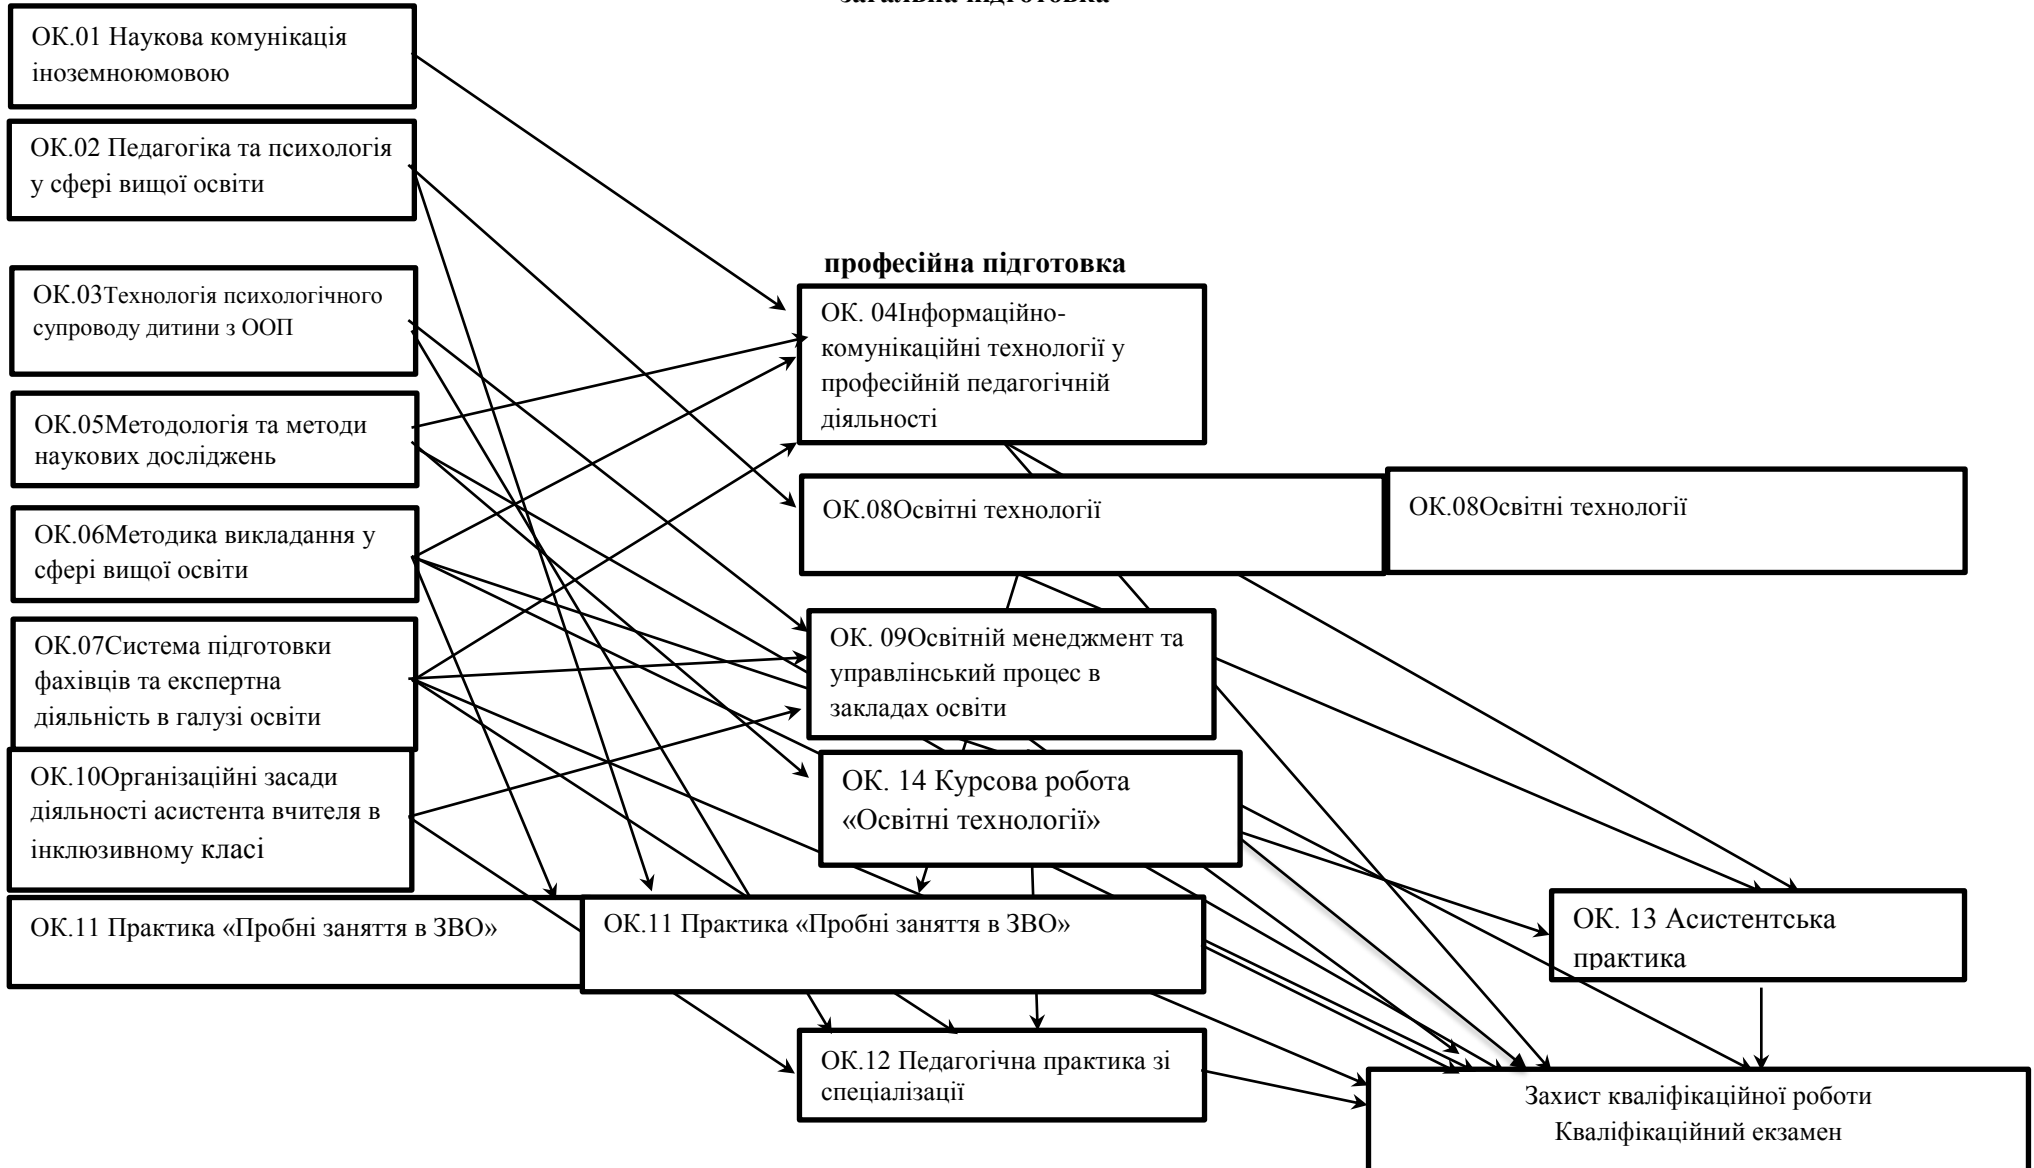 загальна підготовка
ОК.01 Наукова комунікація
іноземноюмовою
ОК.02 Педагогіка та психологія
у сфері вищої освіти
ОК.03Технологія психологічного
супроводу дитини з ООП
ОК.05Методологія та методи
наукових досліджень
ОК.06Методика викладання у
сфері вищої освіти
ОК.07Система підготовки
фахівців та експертна
діяльність в галузі освіти
ОК.10Організаційні засади
діяльності асистента вчителя в
інклюзивному класі
ОК.11 Практика «Пробні заняття в ЗВО»
професійна підготовка
ОК. 04Інформаційно-
комунікаційні технології у
професійній педагогічній
діяльності
ОК.08Освітні технології
ОК.08Освітні технології
ОК. 09Освітній менеджмент та
управлінський процес в
закладах освіти
ОК. 14 Курсова робота
«Освітні технології»
ОК.11 Практика «Пробні заняття в ЗВО»
ОК. 13 Асистентська
практика
ОК.12 Педагогічна практика зі
спеціалізації
Захист кваліфікаційної роботи
Кваліфікаційний екзамен